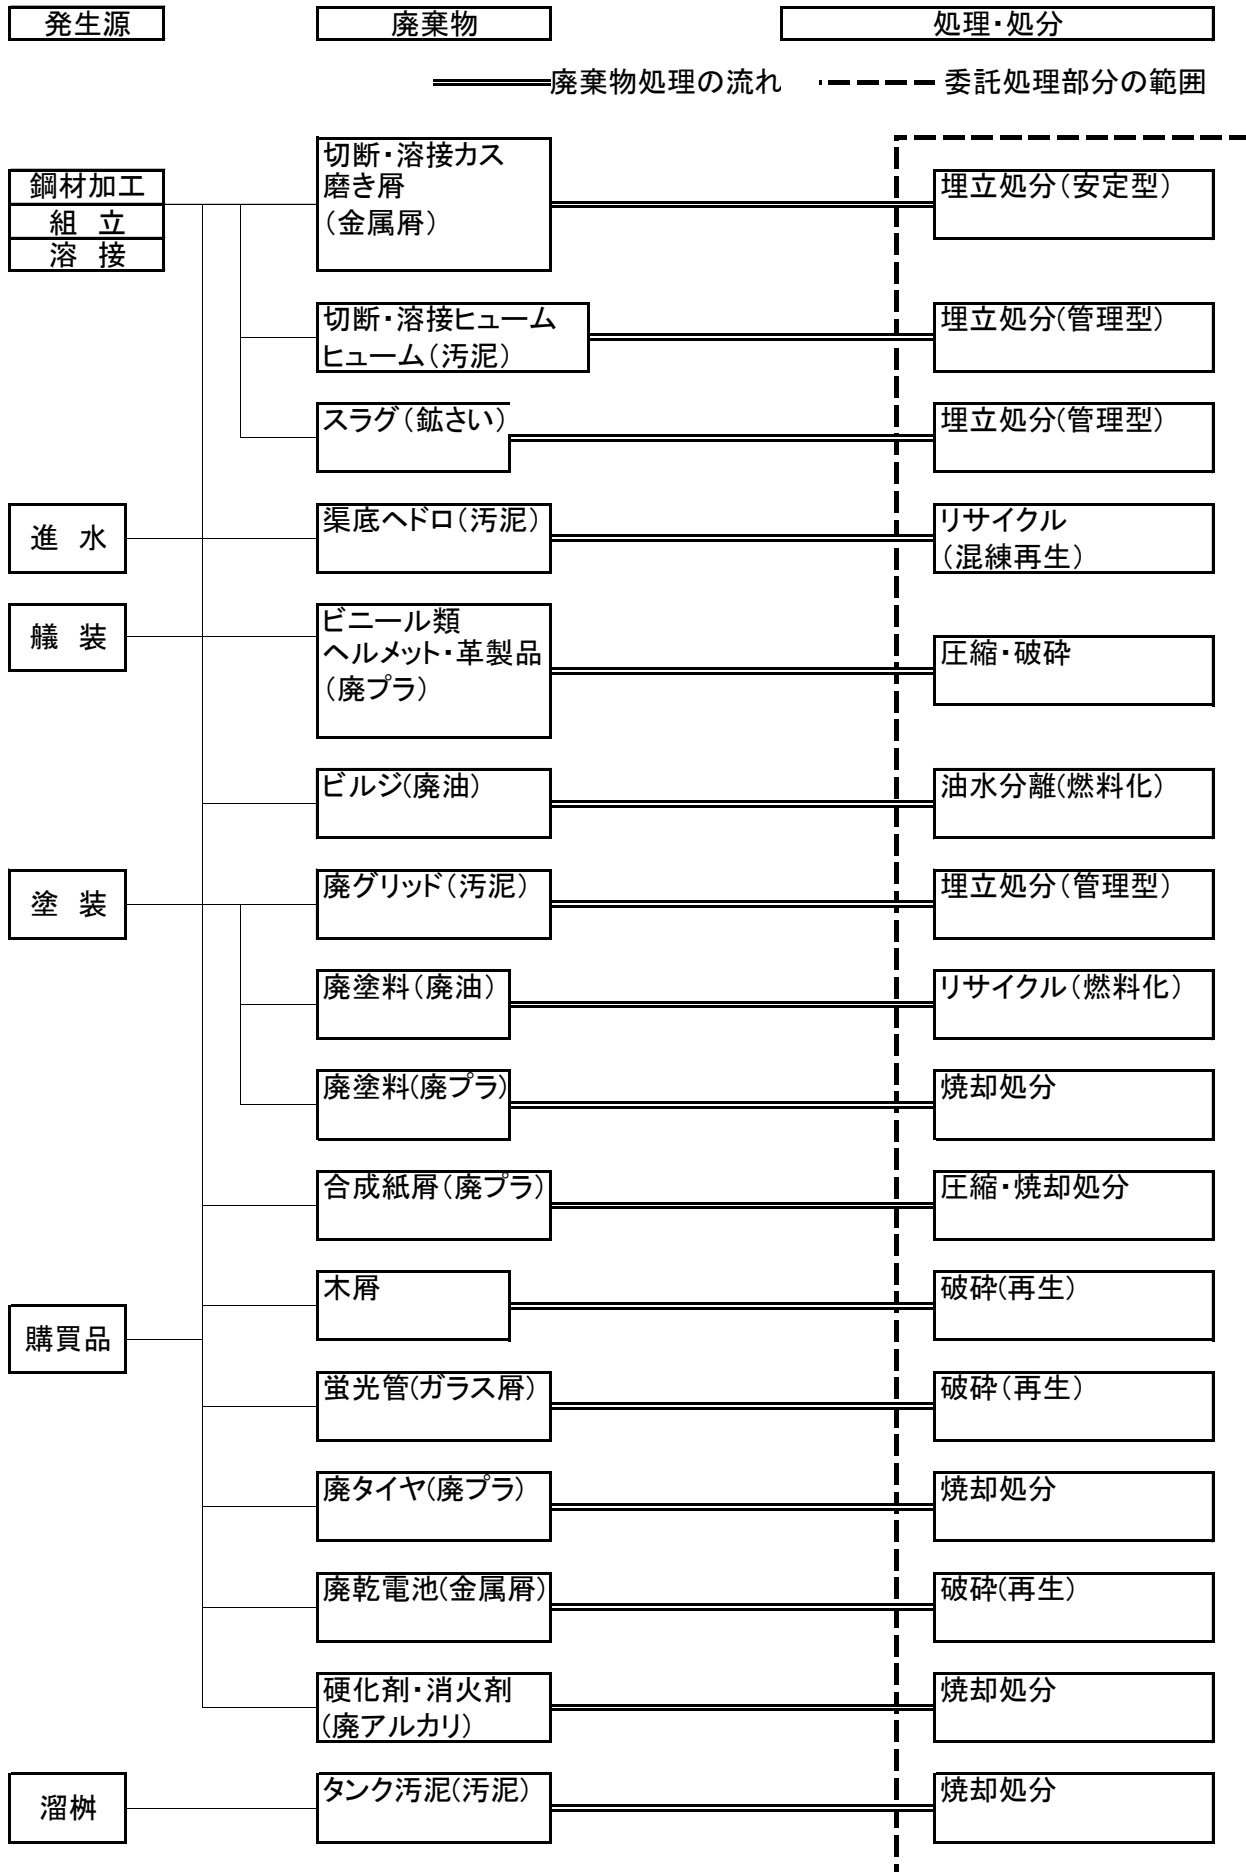 発生源
廃棄物
処理・処分
廃棄物処理の流れ
委託処理部分の範囲
鋼材加工
組 立
溶 接
切断・溶接カス
磨き屑
(金属屑)
埋立処分(安定型)
切断・溶接ヒューム
ヒューム(汚泥)
埋立処分(管理型)
スラグ(鉱さい)
埋立処分(管理型)
進 水
渠底ヘドロ(汚泥)
リサイクル
(混練再生)
艤 装
ビニール類
ヘルメット・革製品
(廃プラ)
圧縮・破砕
ビルジ(廃油)
油水分離(燃料化)
塗 装
廃グリッド(汚泥)
埋立処分(管理型)
廃塗料(廃油)
リサイクル(燃料化)
廃塗料(廃プラ)
焼却処分
合成紙屑(廃プラ)
圧縮・焼却処分
木屑
破砕(再生)
購買品
蛍光管(ガラス屑)
破砕(再生)
廃タイヤ(廃プラ)
焼却処分
廃乾電池(金属屑)
破砕(再生)
硬化剤・消火剤
(廃アルカリ)
焼却処分
溜桝
タンク汚泥(汚泥)
焼却処分